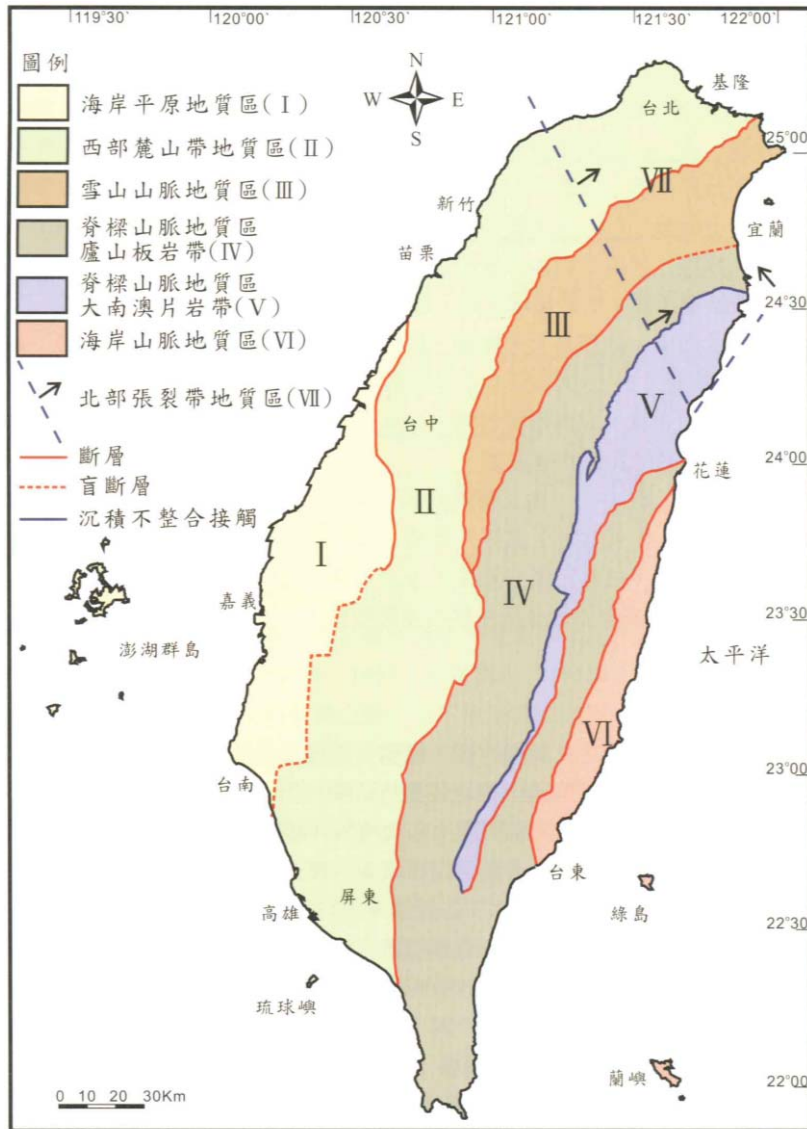 119°30´ 120°00´ 120°30´ 121°00´ 121°30´ 122°00´
圖例
海岸平原地質區(Ⅰ)
西部麓山帶地質區(Ⅱ)
雪山山脈地質區(Ⅲ)
脊樑山脈地質區
廬山板岩帶(Ⅳ)
脊樑山脈地質區
大南澳片岩帶(Ⅴ)
海岸山脈地質區(Ⅵ)
北部張裂帶地質區(Ⅶ)
斷層
盲斷層
沉積不整合接觸
N
W E
S
基隆
台北
25°00´
Ⅶ
新竹
宜蘭
苗栗
24°30´
Ⅲ
Ⅴ
台中
24°00´
花蓮
Ⅱ
Ⅰ
Ⅳ
嘉義
23°30´
澎湖群島
太平洋
Ⅵ
23°00´
台南
台東
屏東
高雄
綠島
22°30´
琉球嶼
蘭嶼
22°00´
0 10 20 30Km